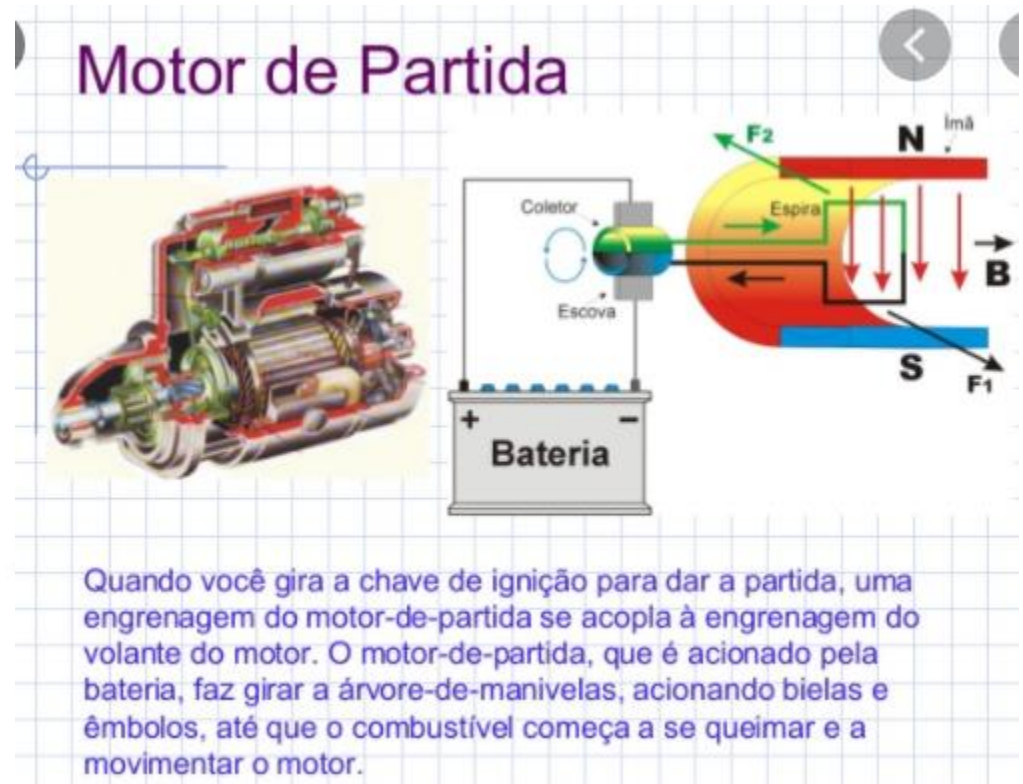 Motor de Partida
F2
N
Ímã
Coletor
Espira
B
Escova
S
F1
+
−
Bateria
Quando você gira a chave de ignição para dar a partida, uma
engrenagem do motor-de-partida se acopla à engrenagem do
volante do motor. O motor-de-partida, que é acionado pela
bateria, faz girar a árvore-de-manivelas, acionando bielas e
êmbolos, até que o combustível começa a se queimar e a
movimentar o motor.